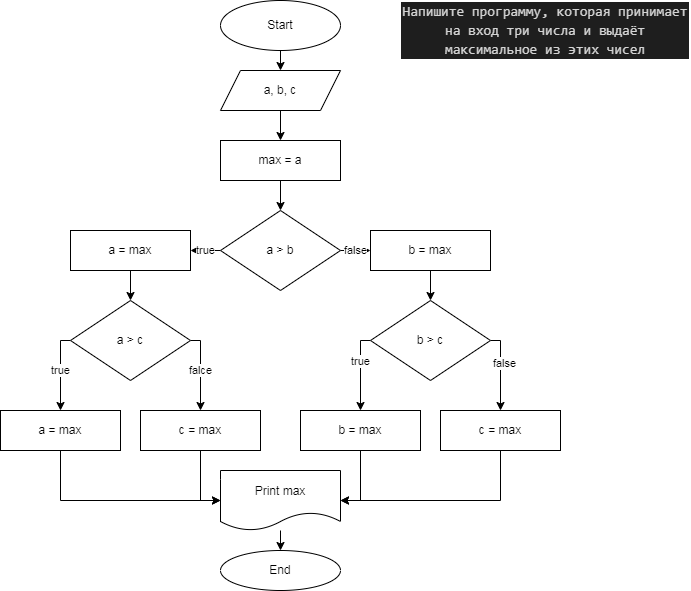 Start
Напишите программу, которая принимает
на вход три числа и выдаёт
максимальное из этих чисел
a, b, c
max = a
a = max
true
a > b
false
b = max
a > c
b > c
true
falce
true
false
a = max
c = max
b = max
c = max
Print max
End